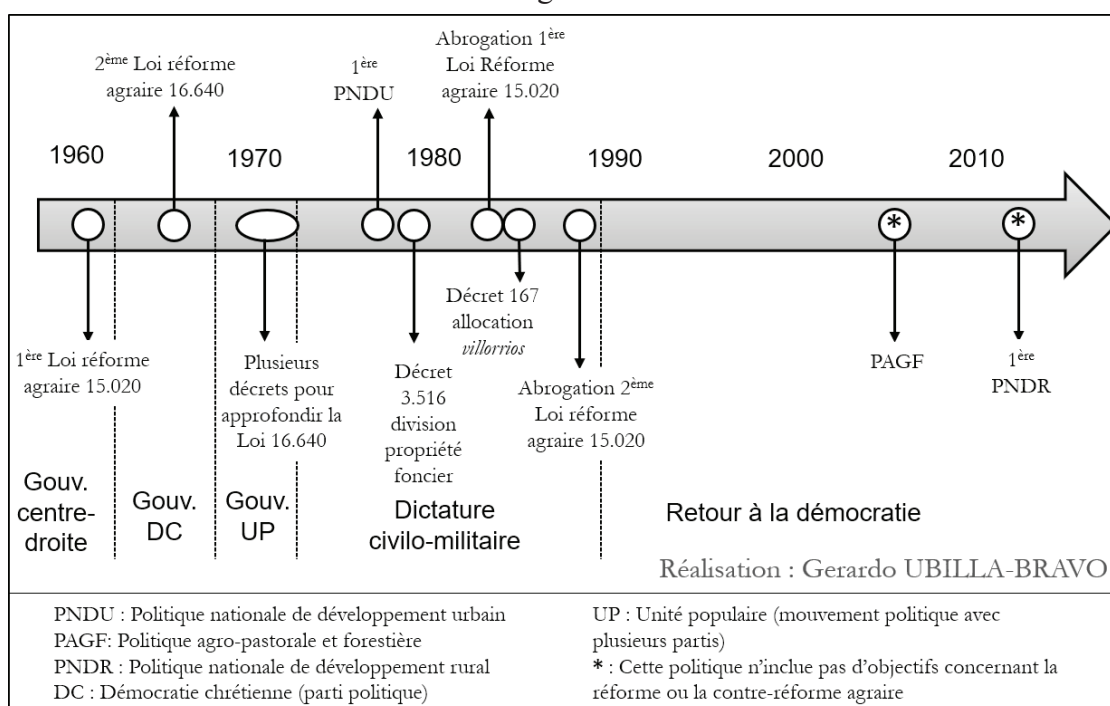 2ème Loi réforme
agraire 16.640
1ère
PNDU
Abrogation 1ère
Loi Réforme
agraire 15.020
1960
1970
1980
1990
2000
2010
*
*
1ère Loi réforme
agraire 15.020
Plusieurs
décrets pour
approfondir la
Loi 16.640
Décret
3.516
division
propriété
foncier
Décret 167
allocation
villorrios
Abrogation 2ème
Loi réforme
agraire 15.020
PAGF
1ère
PNDR
Gouv.
centre-
droite
Gouv.
DC
Gouv.
UP
Dictature
civilo-militaire
Retour à la démocratie
Réalisation : Gerardo UBILLA-BRAVO
PNDU : Politique nationale de développement urbain
PAGF: Politique agro-pastorale et forestière
PNDR : Politique nationale de développement rural
DC : Démocratie chrétienne (parti politique)
UP : Unité populaire (mouvement politique avec
plusieurs partis)
* : Cette politique n'inclue pas d'objectifs concernant la
réforme ou la contre-réforme agraire